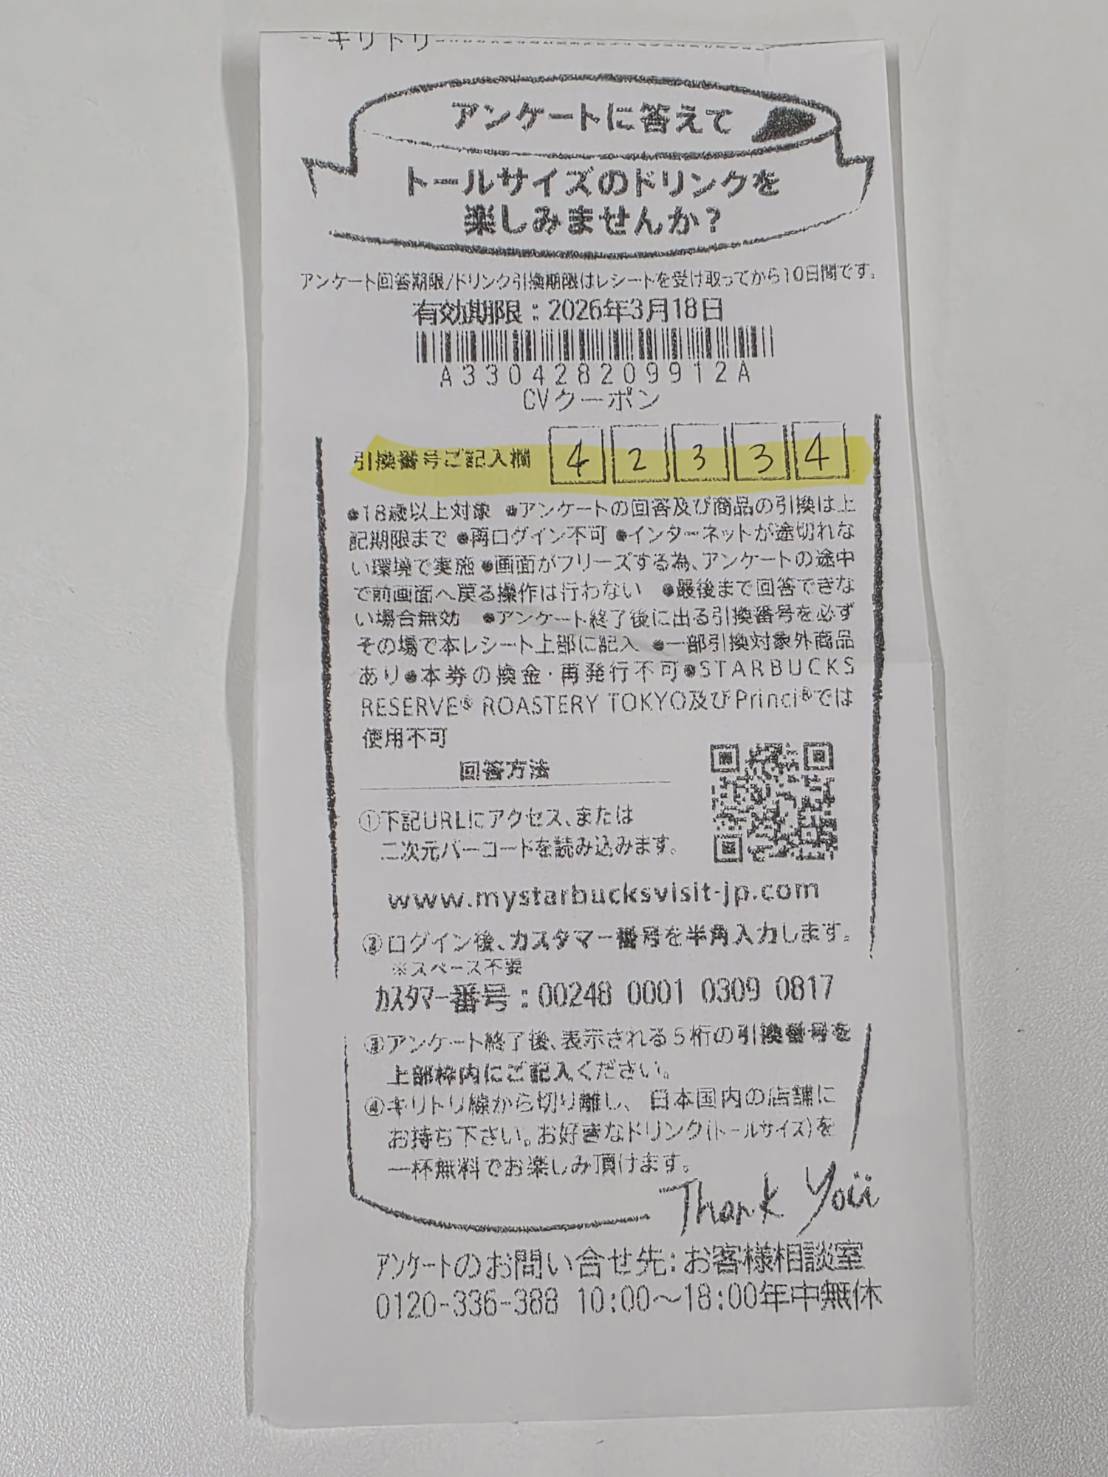 キリトリ
アンケートに答えて
トールサイズのドリンクを
楽しみませんか?
アンケート回答期限/ドリンク引換期限はレシートを受け取ってから10日間です。
有効期限:2026年3月18日
A330428209912A
CVクーポン
引換番号ご記入欄 4 2 3 3 4
●18歳以上対象 ●アンケートの回答及び商品の引換は上
記期限まで ●再ログイン不可 ●インターネットが途切れな
い環境で実施 ●画面がフリーズする為、アンケートの途中
で前画面へ戻る操作は行わない ●最後まで回答できな
い場合無効 ●アンケート終了後に出る引換番号を必ず
その場で本レシート上部に記入 ●一部引換対象外商品
あり●本券の換金・再発行不可●STARBUCKS
RESERVE® ROASTERY TOKYO及びPrinci®では
使用不可
回答方法
①下記URLにアクセス、または
二次元バーコードを読み込みます。
www.mystarbucksvisit-jp.com
②ログイン後、カスタマー番号を半角入力します。
※スペース不要
カスタマー番号:00248 0001 0309 0817
③アンケート終了後、表示される5桁の引換番号を
上部枠内にご記入ください。
④キリトリ線から切り離し、日本国内の店舗に
お持ち下さい。お好きなドリンク(トールサイズ)を
一杯無料でお楽しみ頂けます。
Thank You
アンケートのお問い合せ先:お客様相談室
0120-336-388 10:00~18:00年中無休